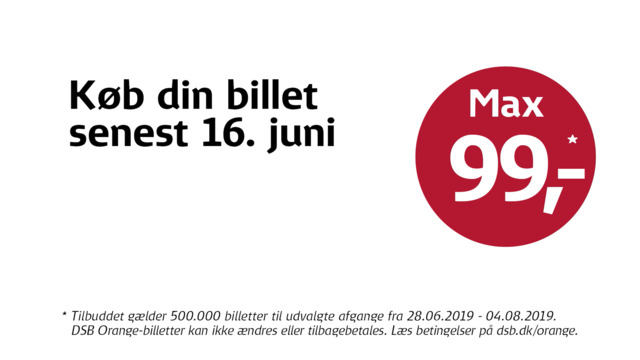 Køb din billet
senest 16. juni
Max
99,-*
* Tilbuddet gælder 500.000 billetter til udvalgte afgange fra 28.06.2019 - 04.08.2019.
DSB Orange-billetter kan ikke ændres eller tilbagebetales. Læs betingelser på dsb.dk/orange.